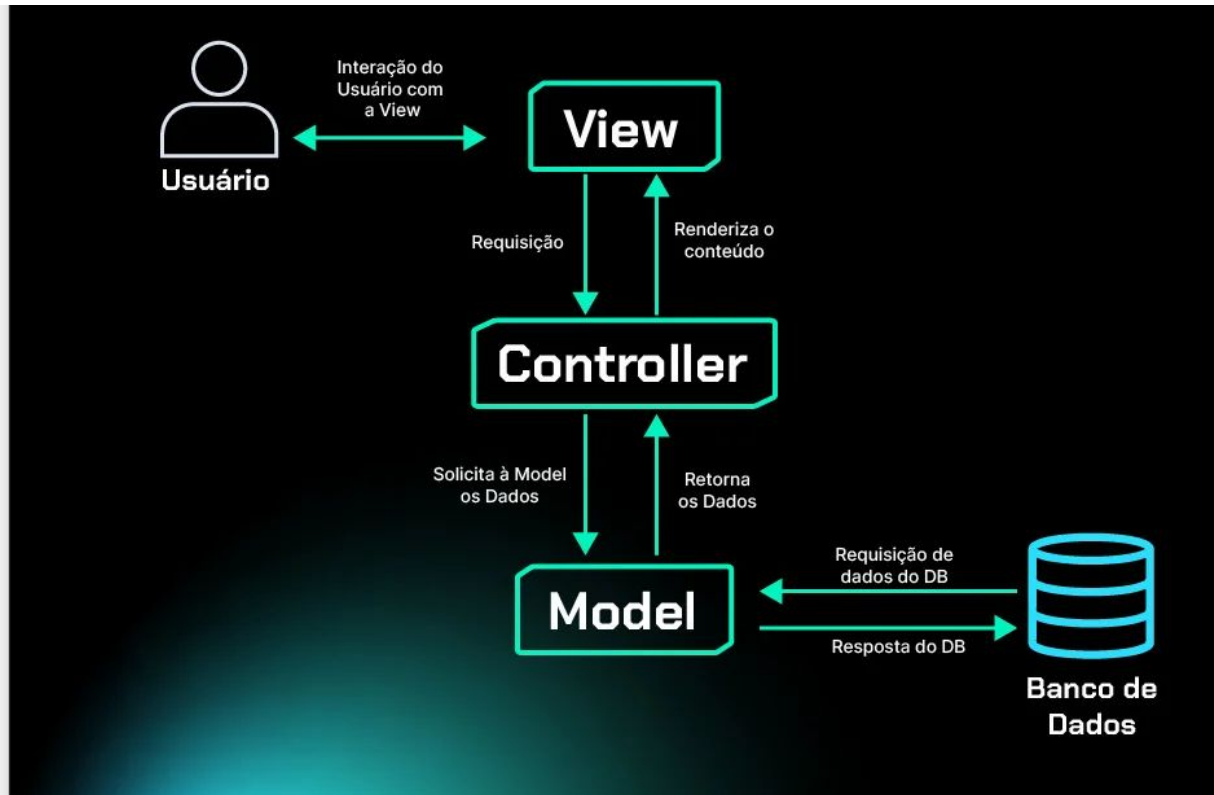 Interação do
Usuário com
a View
View
Usuário
Requisição
Renderiza o
conteúdo
Controller
Solicita à Model
os Dados
Retorna
os Dados
Model
Requisição de
dados do DB
Resposta do DB
Banco de
Dados